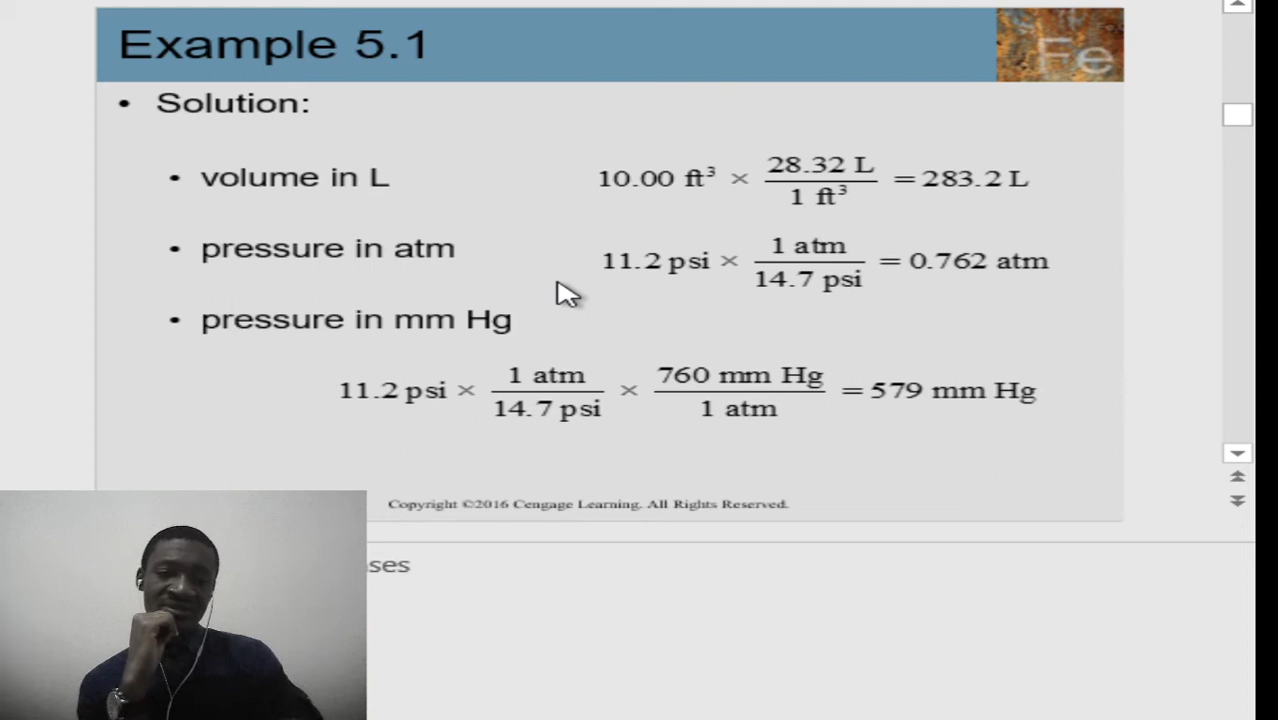 Example 5.1
Fe
• Solution:
• volume in L
10.00 ft³ × 28.32 L / 1 ft³ = 283.2 L
• pressure in atm
11.2 psi × 1 atm / 14.7 psi = 0.762 atm
• pressure in mm Hg
11.2 psi × 1 atm / 14.7 psi × 760 mm Hg / 1 atm = 579 mm Hg
Copyright ©2016 Cengage Learning. All Rights Reserved.